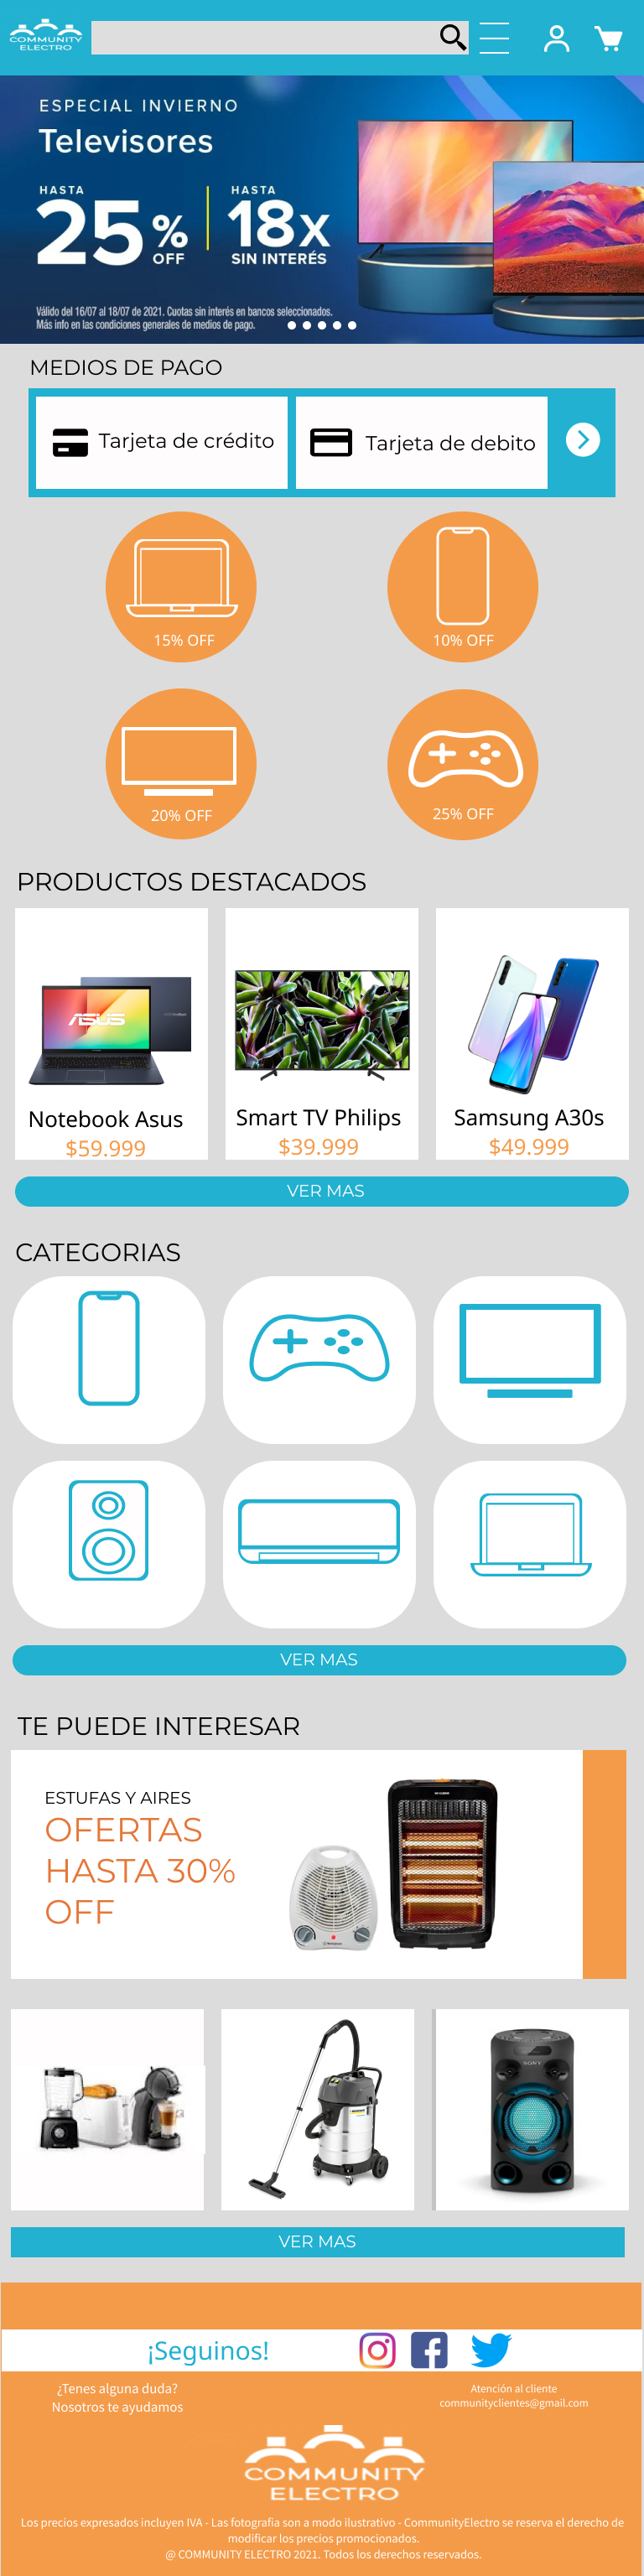 COMMUNITY
ELECTRO
ESPECIAL INVIERNO
Televisores
HASTA
25% OFF
HASTA
18x
SIN INTERÉS
Válido del 16/07 al 18/07 de 2021. Cuotas sin interés en bancos seleccionados.
Más info en las condiciones generales de medios de pago.
MEDIOS DE PAGO
Tarjeta de crédito
Tarjeta de debito
15% OFF
10% OFF
20% OFF
25% OFF
PRODUCTOS DESTACADOS
ASUS
Notebook Asus
$59.999
Smart TV Philips
$39.999
Samsung A30s
$49.999
VER MAS
CATEGORIAS
VER MAS
TE PUEDE INTERESAR
ESTUFAS Y AIRES
OFERTAS
HASTA 30%
OFF
SONY
VER MAS
¡Seguinos!
¿Tenes alguna duda?
Nosotros te ayudamos
Atención al cliente
communityclientes@gmail.com
COMMUNITY
ELECTRO
Los precios expresados incluyen IVA - Las fotografía son a modo ilustrativo - CommunityElectro se reserva el derecho de
modificar los precios promocionados.
@ COMMUNITY ELECTRO 2021. Todos los derechos reservados.